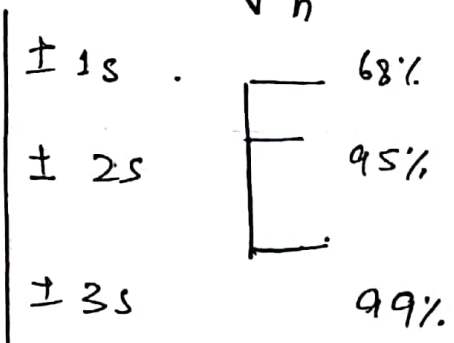 √ n
± 1s . 68%
± 2s 95%
± 3s 99%